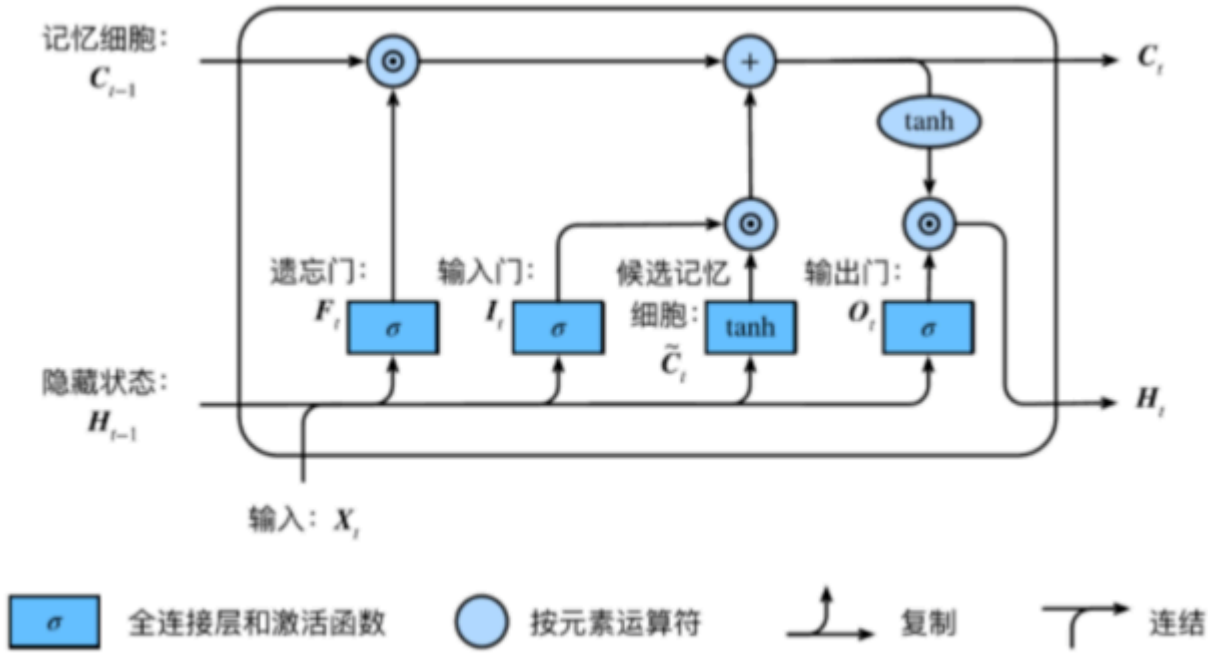 记忆细胞：
C_{t-1}
⊙
+
C_t
tanh
⊙
⊙
遗忘门：
F_t
σ
输入门：
I_t
σ
候选记忆
细胞：
C̃_t
tanh
输出门：
O_t
σ
隐藏状态：
H_{t-1}
H_t
输入：X_t
σ 全连接层和激活函数
按元素运算符
复制
连结